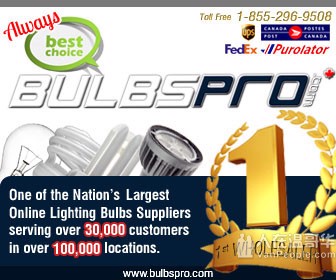 Toll Free 1-855-296-9508
Always
best
choice
ups
CANADA POSTES
POST CANADA
FedEx
Purolator
BULBSPRO.com
1
One of the Nation's Largest
Online Lighting Bulbs Suppliers
serving over 30,000 customers
in over 100,000 locations.
www.bulbspro.com